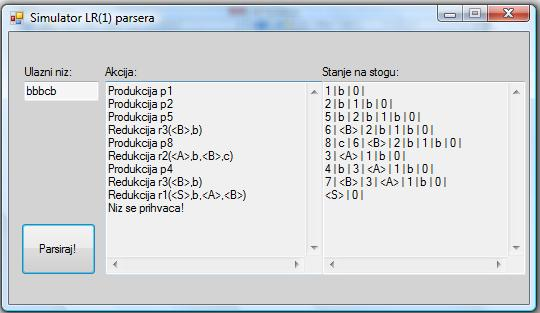 Simulator LR(1) parsera
Ulazni niz:
bbbcb
Parsiraj!
Akcija:
Produkcija p1
Produkcija p2
Produkcija p5
Redukcija r3(<B>,b)
Produkcija p8
Redukcija r2(<A>,b,<B>,c)
Produkcija p4
Redukcija r3(<B>,b)
Redukcija r1(<S>,b,<A>,<B>)
Niz se prihvaca!
Stanje na stogu:
1 | b | 0 |
2 | b | 1 | b | 0 |
5 | b | 2 | b | 1 | b | 0 |
6 | <B> | 2 | b | 1 | b | 0 |
8 | c | 6 | <B> | 2 | b | 1 | b | 0 |
3 | <A> | 1 | b | 0 |
4 | b | 3 | <A> | 1 | b | 0 |
7 | <B> | 3 | <A> | 1 | b | 0 |
<S> | 0 |